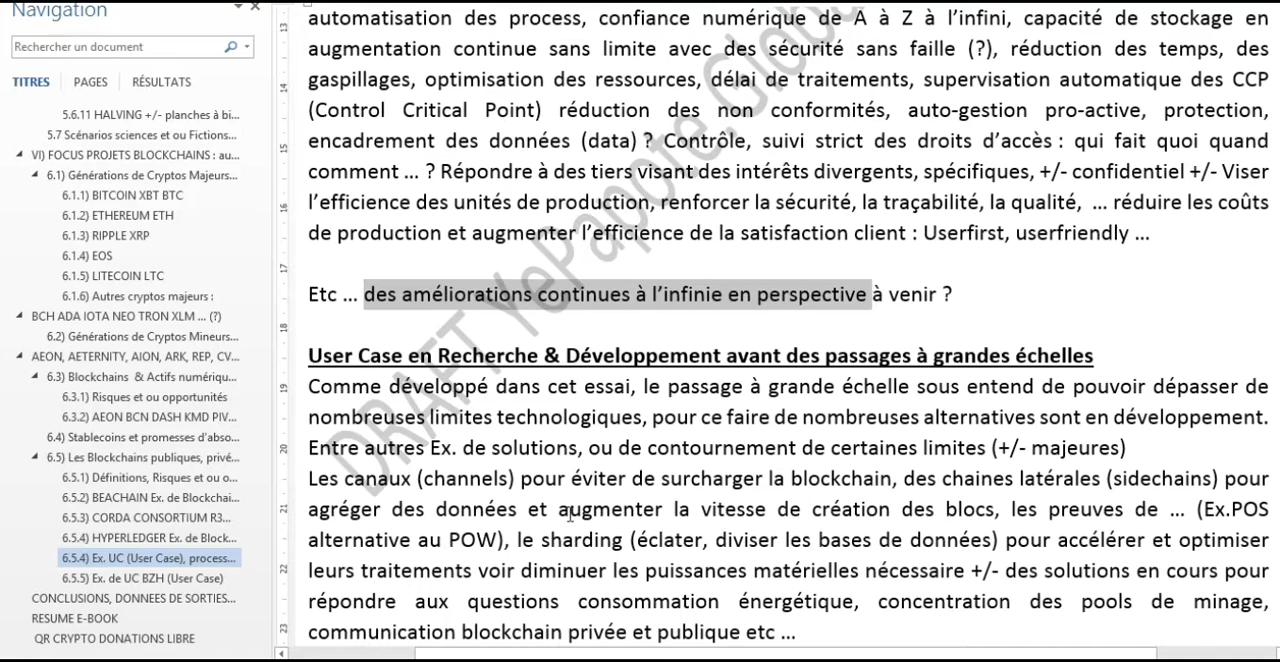 Navigation
Rechercher un document
TITRES PAGES RÉSULTATS
5.6.11 HALVING +/- planches à bi...
5.7 Scénarios sciences et ou Fictions...
VI) FOCUS PROJETS BLOCKCHAINS : au...
6.1) Générations de Cryptos Majeurs...
6.1.1) BITCOIN XBT BTC
6.1.2) ETHEREUM ETH
6.1.3) RIPPLE XRP
6.1.4) EOS
6.1.5) LITECOIN LTC
6.1.6) Autres cryptos majeurs :
BCH ADA IOTA NEO TRON XLM ... (?)
6.2) Générations de Cryptos Mineurs...
AEON, AETERNITY, AION, ARK, REP, CV...
6.3) Blockchains & Actifs numériqu...
6.3.1) Risques et ou opportunités
6.3.2) AEON BCN DASH KMD PIV...
6.4) Stablecoins et promesses d'abso...
6.5) Les Blockchains publiques, privé...
6.5.1) Définitions, Risques et ou o...
6.5.2) BEACHAIN Ex. de Blockchai...
6.5.3) CORDA CONSORTIUM R3...
6.5.4) HYPERLEDGER Ex. de Block...
6.5.4) Ex. UC (User Case), process...
6.5.5) Ex. de UC BZH (User Case)
CONCLUSIONS, DONNEES DE SORTIES...
RESUME E-BOOK
QR CRYPTO DONATIONS LIBRE
13
14
15
16
17
18
19
20
21
22
23
automatisation des process, confiance numérique de A à Z à l’infini, capacité de stockage en
augmentation continue sans limite avec des sécurité sans faille (?), réduction des temps, des
gaspillages, optimisation des ressources, délai de traitements, supervision automatique des CCP
(Control Critical Point) réduction des non conformités, auto-gestion pro-active, protection,
encadrement des données (data) ? Contrôle, suivi strict des droits d’accès : qui fait quoi quand
comment ... ? Répondre à des tiers visant des intérêts divergents, spécifiques, +/- confidentiel +/- Viser
l’efficience des unités de production, renforcer la sécurité, la traçabilité, la qualité, ... réduire les coûts
de production et augmenter l’efficience de la satisfaction client : Userfirst, userfriendly ...
Etc ... des améliorations continues à l’infinie en perspective à venir ?
User Case en Recherche & Développement avant des passages à grandes échelles
Comme développé dans cet essai, le passage à grande échelle sous entend de pouvoir dépasser de
nombreuses limites technologiques, pour ce faire de nombreuses alternatives sont en développement.
Entre autres Ex. de solutions, ou de contournement de certaines limites (+/- majeures)
Les canaux (channels) pour éviter de surcharger la blockchain, des chaines latérales (sidechains) pour
agréger des données et augmenter la vitesse de création des blocs, les preuves de ... (Ex.POS
alternative au POW), le sharding (éclater, diviser les bases de données) pour accélérer et optimiser
leurs traitements voir diminuer les puissances matérielles nécessaire +/- des solutions en cours pour
répondre aux questions consommation énergétique, concentration des pools de minage,
communication blockchain privée et publique etc ...